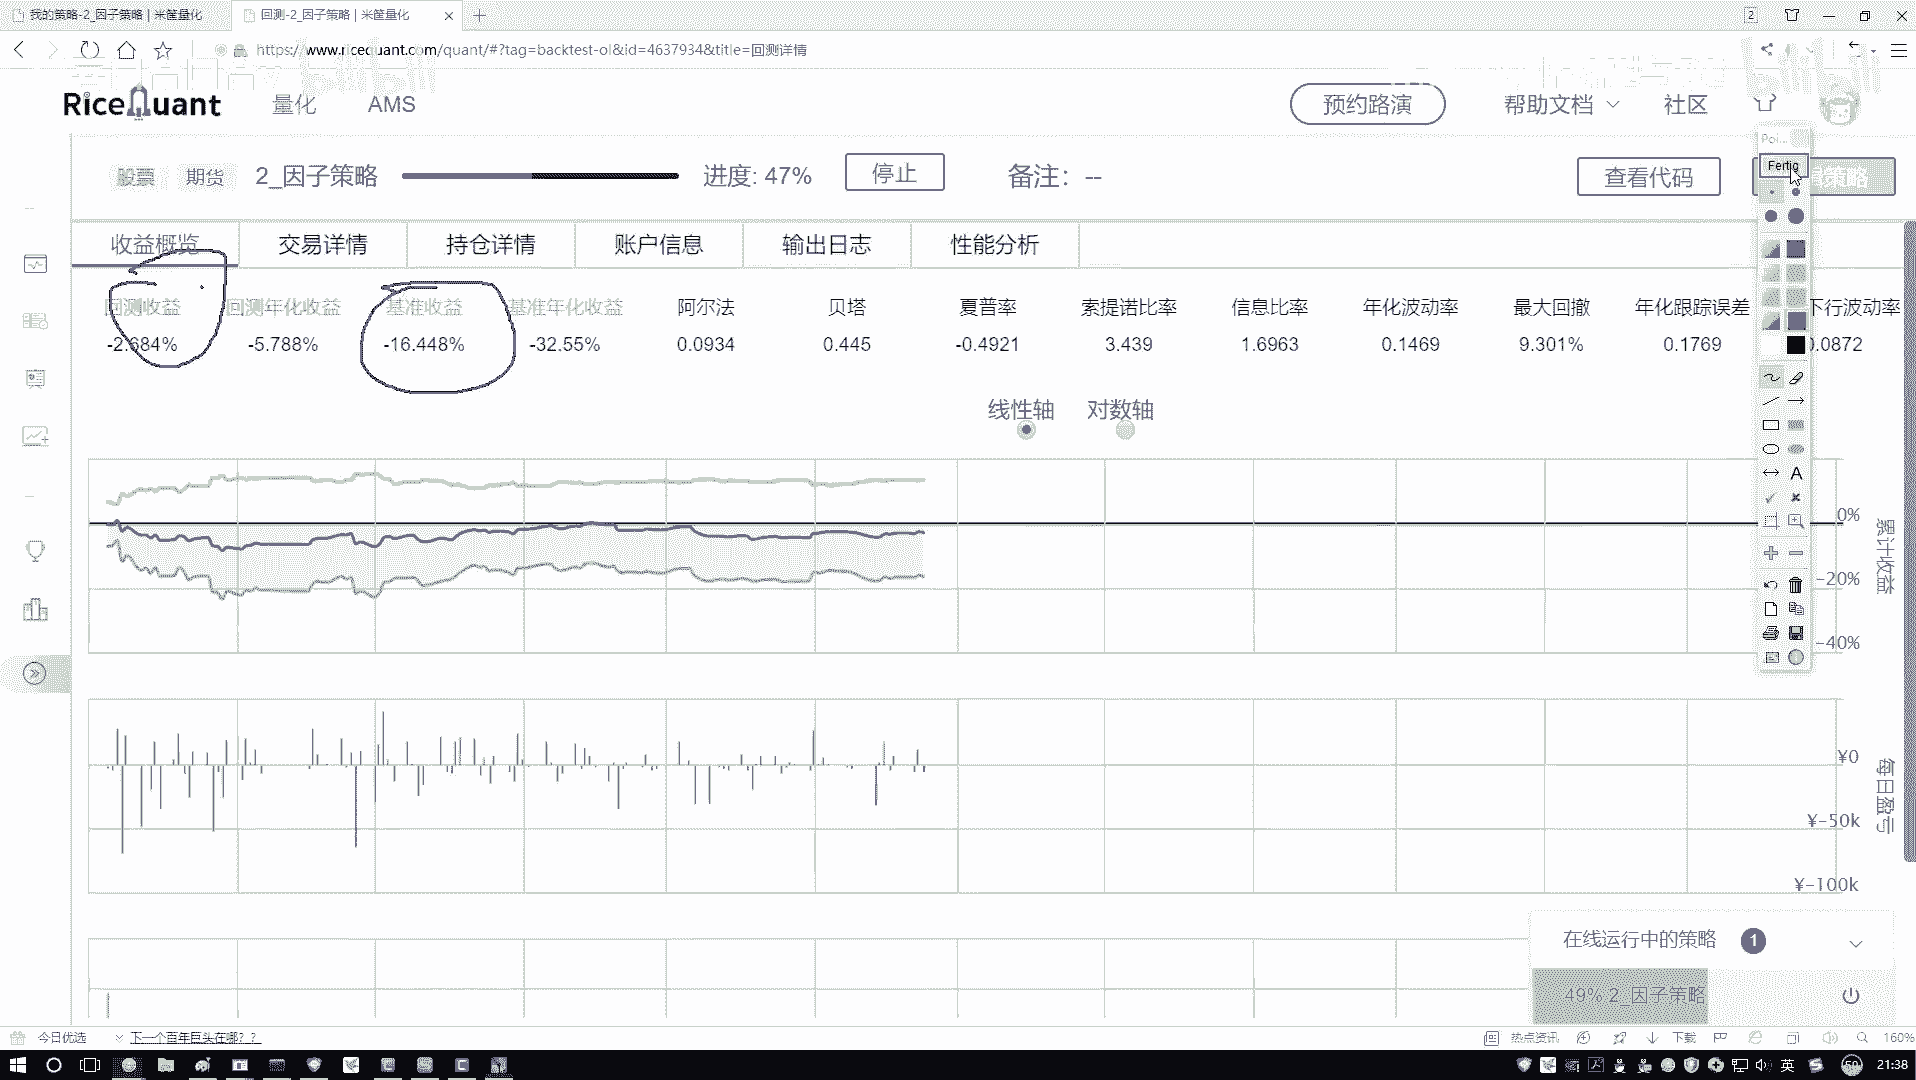 我的策略-2_因子策略 | 米筐量化
回测-2_因子策略 | 米筐量化
2
https://www.ricequant.com/quant/#?tag=backtest-ol&id=4637934&title=回测详情
bilibili
RiceQuant 量化 AMS 预约路演 帮助文档 社区
股票 期货 2_因子策略 进度: 47% 停止 备注: -- 查看代码 策略
Fertig
收益概览 交易详情 持仓详情 账户信息 输出日志 性能分析
回测收益 回测年化收益 基准收益 基准年化收益 阿尔法 贝塔 夏普率 索提诺比率 信息比率 年化波动率 最大回撤 年化跟踪误差 下行波动率
-2.684% -5.788% -16.448% -32.55% 0.0934 0.445 -0.4921 3.439 1.6963 0.1469 9.301% 0.1769 0.0872
线性轴 对数轴
A
0%
-20%
-40%
累计收益
¥0
¥-50k
¥-100k
每日盈亏
在线运行中的策略 1
49% 2_因子策略
今日优选 下一个百年巨头在哪？？ 热点资讯 下载 160%
英 59 21:38